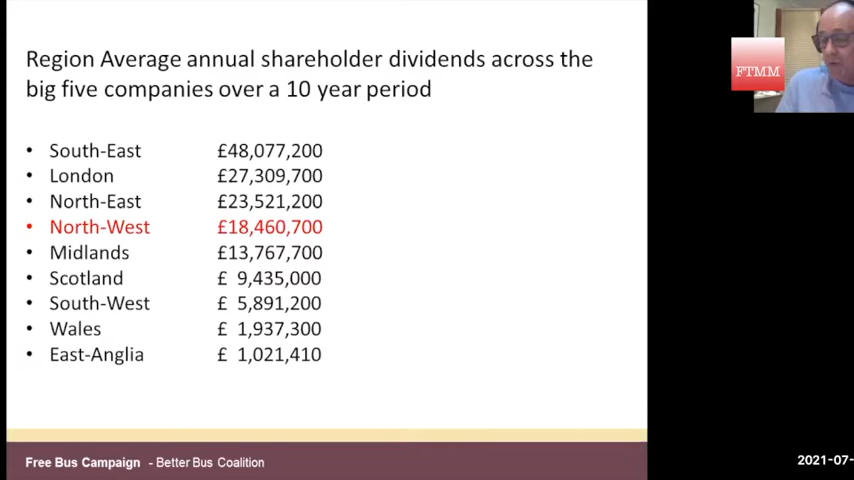 Region Average annual shareholder dividends across the
big five companies over a 10 year period
• South-East £48,077,200
• London £27,309,700
• North-East £23,521,200
• North-West £18,460,700
• Midlands £13,767,700
• Scotland £ 9,435,000
• South-West £ 5,891,200
• Wales £ 1,937,300
• East-Anglia £ 1,021,410
Free Bus Campaign - Better Bus Coalition
FTMM
2021-07-